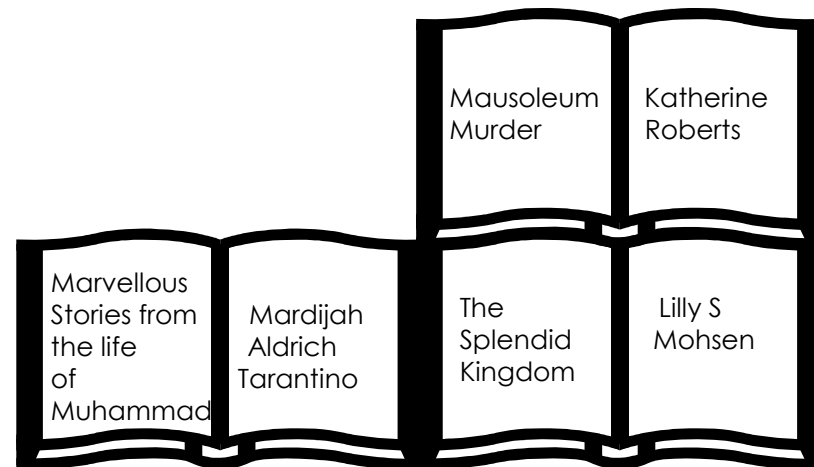 Mausoleum
Murder
Katherine
Roberts
Marvellous
Stories from
the life
of
Muhammad
Mardijah
Aldrich
Tarantino
The
Splendid
Kingdom
Lilly S
Mohsen